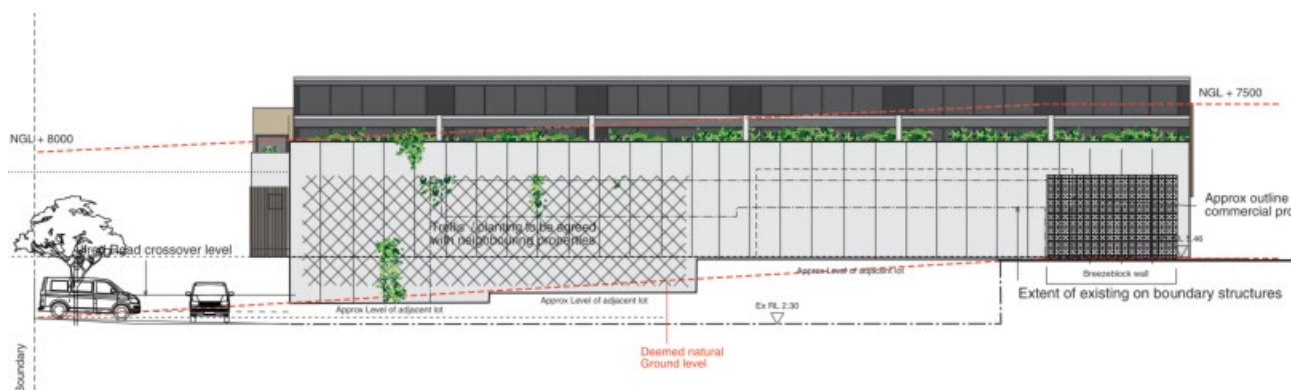 NGL + 7500
NGL + 8000
Approx outline
commercial pro
Trellis / planting to be agreed
with neighbouring properties
Road crossover level
5.46
Approx Level of adjacent lot
Breezeblock wall
Extent of existing on boundary structures
Approx Level of adjacent lot
Approx Level of adjacent lot
Ex RL 2:30
Deemed natural
Ground level
Boundary